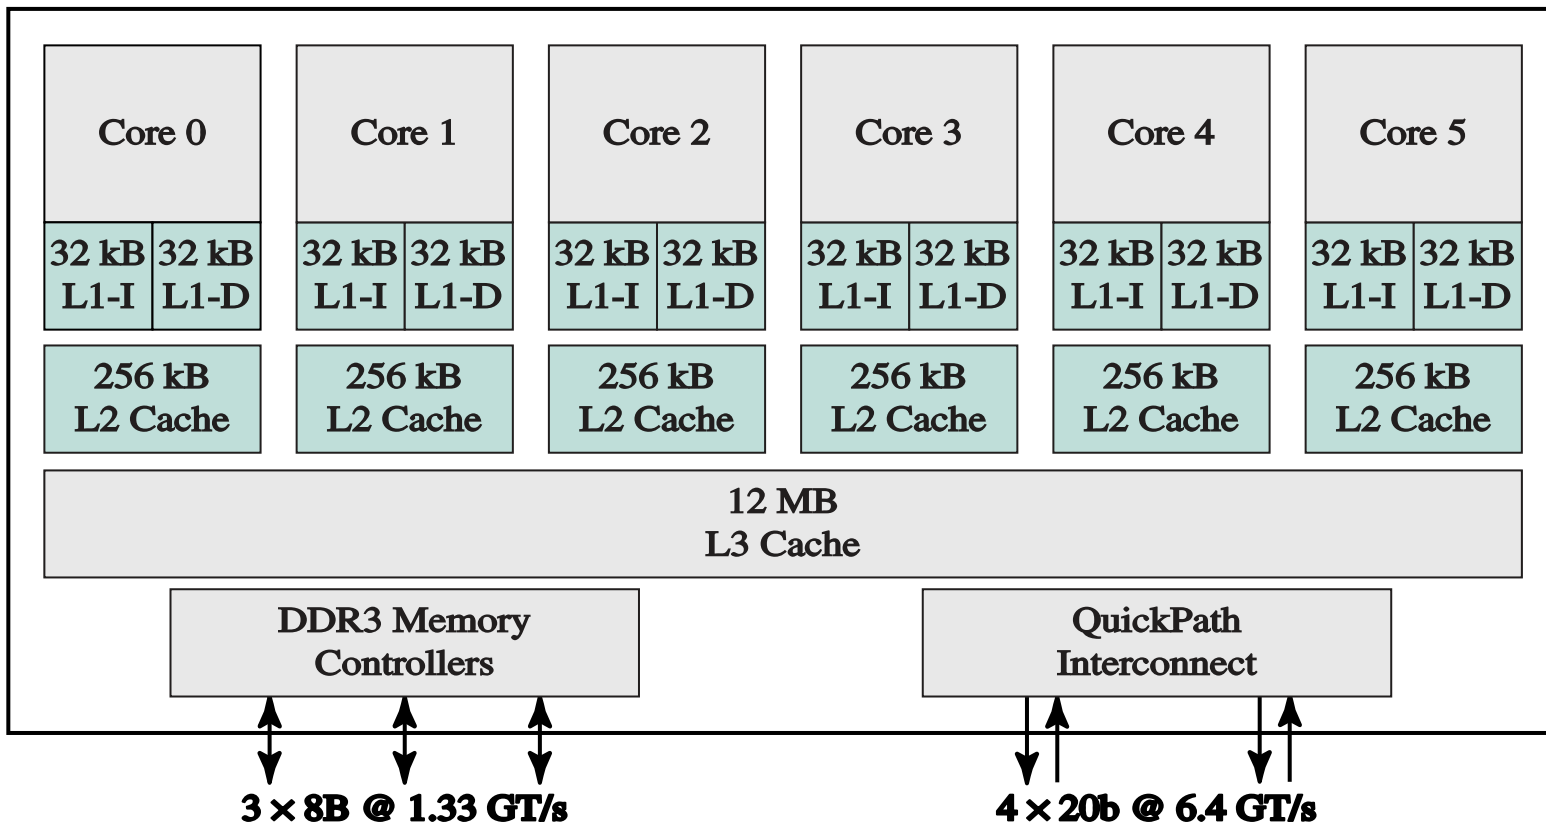 Core 0
Core 1
Core 2
Core 3
Core 4
Core 5
32 kB
L1-I
32 kB
L1-D
32 kB
L1-I
32 kB
L1-D
32 kB
L1-I
32 kB
L1-D
32 kB
L1-I
32 kB
L1-D
32 kB
L1-I
32 kB
L1-D
32 kB
L1-I
32 kB
L1-D
256 kB
L2 Cache
256 kB
L2 Cache
256 kB
L2 Cache
256 kB
L2 Cache
256 kB
L2 Cache
256 kB
L2 Cache
12 MB
L3 Cache
DDR3 Memory
Controllers
QuickPath
Interconnect
3 × 8B @ 1.33 GT/s
4 × 20b @ 6.4 GT/s